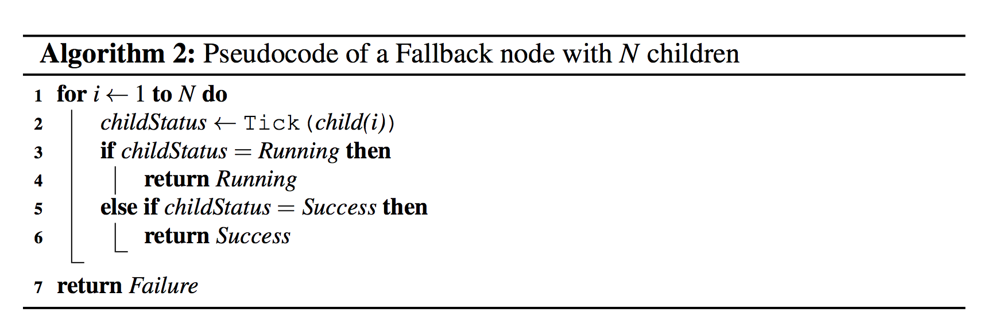 Algorithm 2: Pseudocode of a Fallback node with N children
1 for i ← 1 to N do
2 childStatus ← Tick(child(i))
3 if childStatus = Running then
4 return Running
5 else if childStatus = Success then
6 return Success
7 return Failure